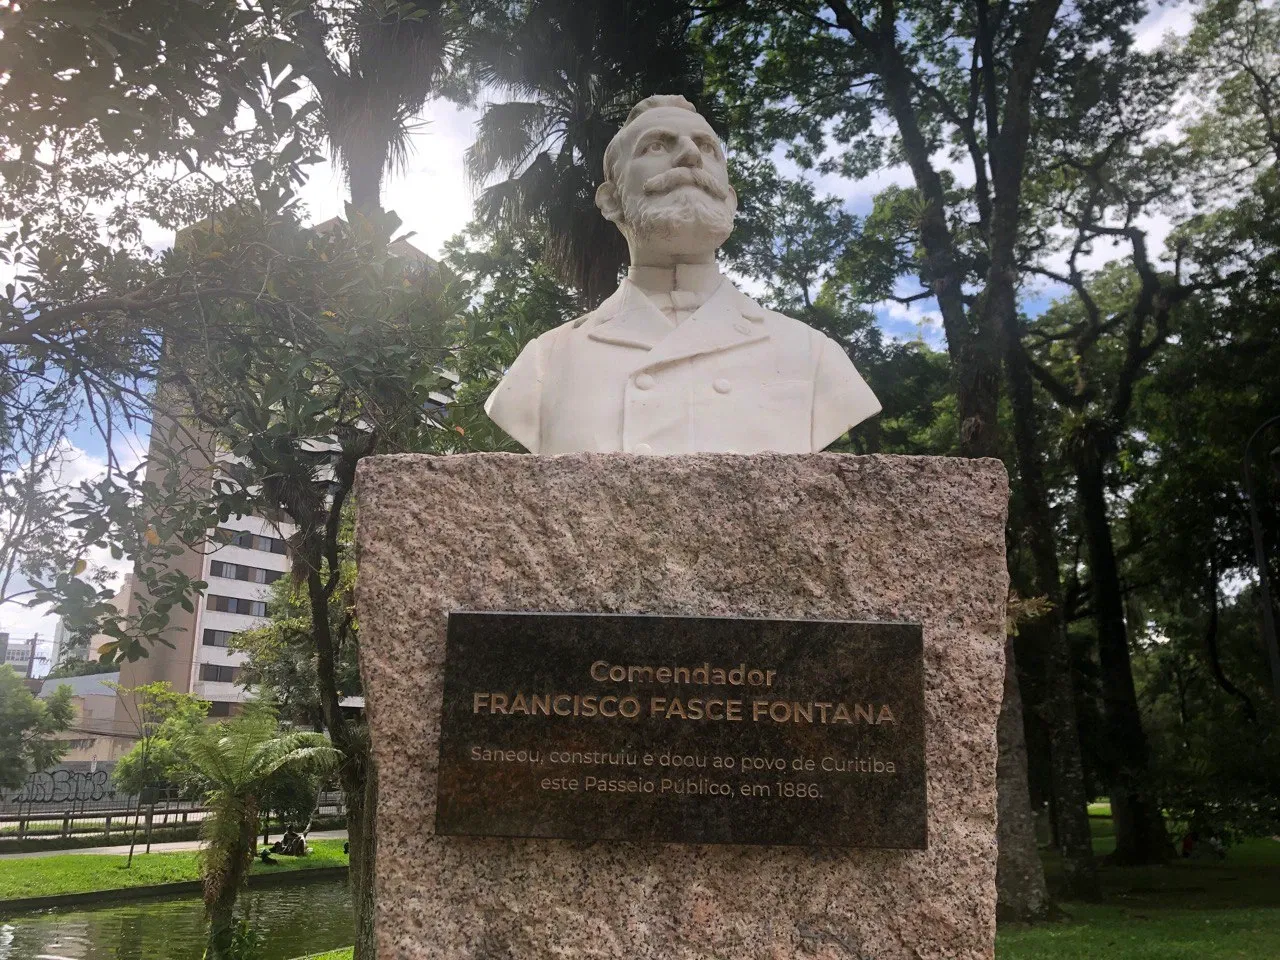 Comendador
FRANCISCO FASCE FONTANA
Saneou, construiu e doou ao povo de Curitiba
este Passeio Público, em 1886.